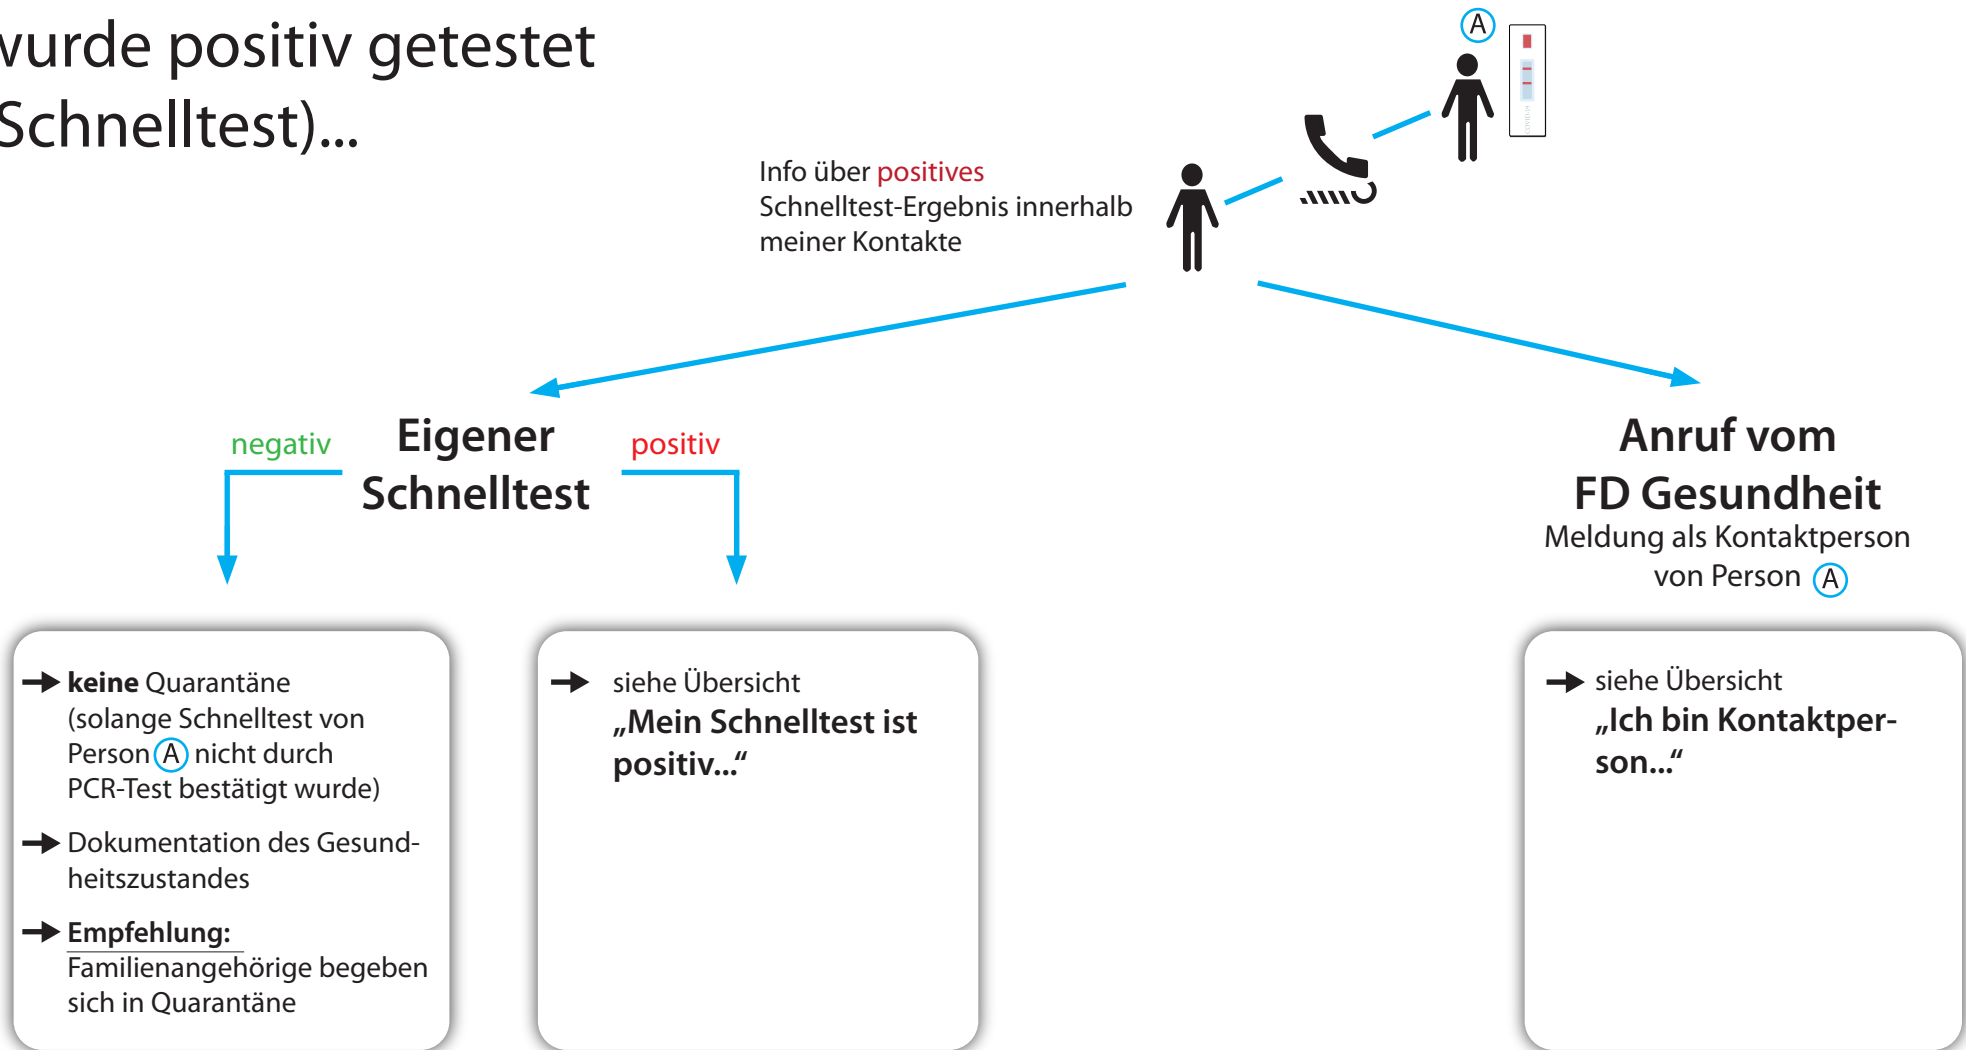 wurde positiv getestet
Schnelltest)...
A
Info über positives
Schnelltest-Ergebnis innerhalb
meiner Kontakte
negativ
Eigener
Schnelltest
positiv
Anruf vom
FD Gesundheit
Meldung als Kontaktperson
von Person A
keine Quarantäne
(solange Schnelltest von
Person A nicht durch
PCR-Test bestätigt wurde)
Dokumentation des Gesund-
heitszustandes
Empfehlung:
Familienangehörige begeben
sich in Quarantäne
siehe Übersicht
„Mein Schnelltest ist
positiv...“
siehe Übersicht
„Ich bin Kontaktper-
son...“